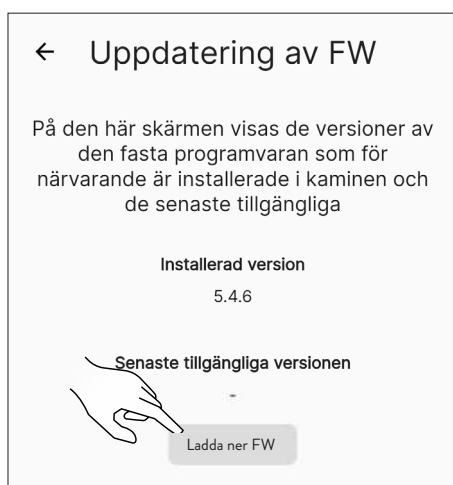 ← Uppdatering av FW
På den här skärmen visas de versioner av
den fasta programvaran som för
närvarande är installerade i kaminen och
de senaste tillgängliga
Installerad version
5.4.6
Senaste tillgängliga versionen
-
Ladda ner FW